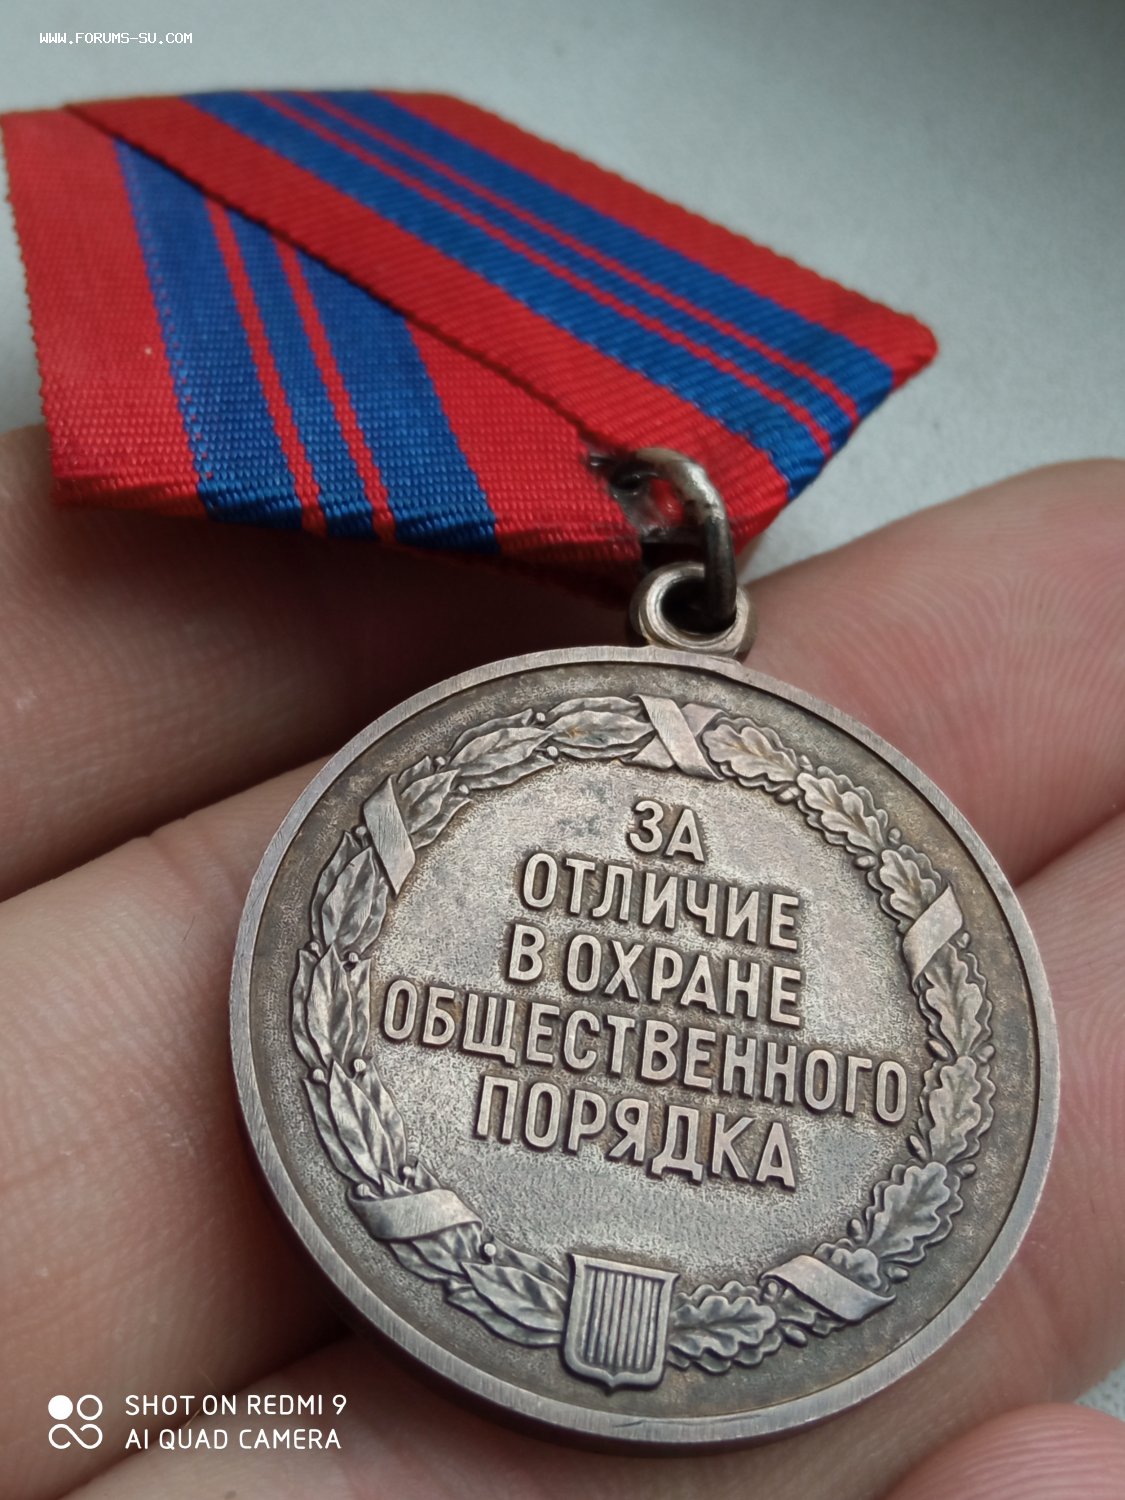 WWW.FORUMS-SU.COM
ЗА
ОТЛИЧИЕ
В ОХРАНЕ
ОБЩЕСТВЕННОГО
ПОРЯДКА
SHOT ON REDMI 9
AI QUAD CAMERA